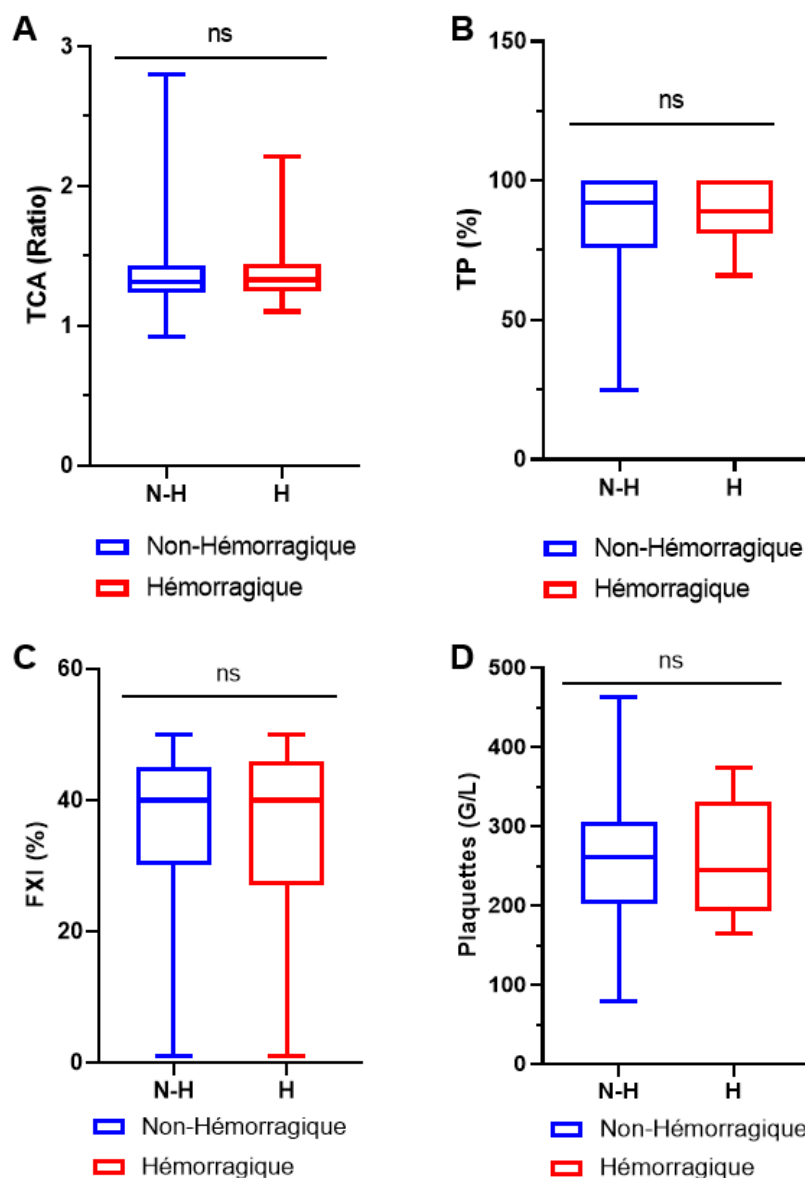 A
ns
TCA (Ratio)
3
2
1
0
N-H
H
Non-Hémorragique
Hémorragique
B
ns
TP (%)
150
100
50
0
N-H
H
Non-Hémorragique
Hémorragique
C
ns
FXI (%)
60
40
20
0
N-H
H
Non-Hémorragique
Hémorragique
D
ns
Plaquettes (G/L)
500
400
300
200
100
0
N-H
H
Non-Hémorragique
Hémorragique